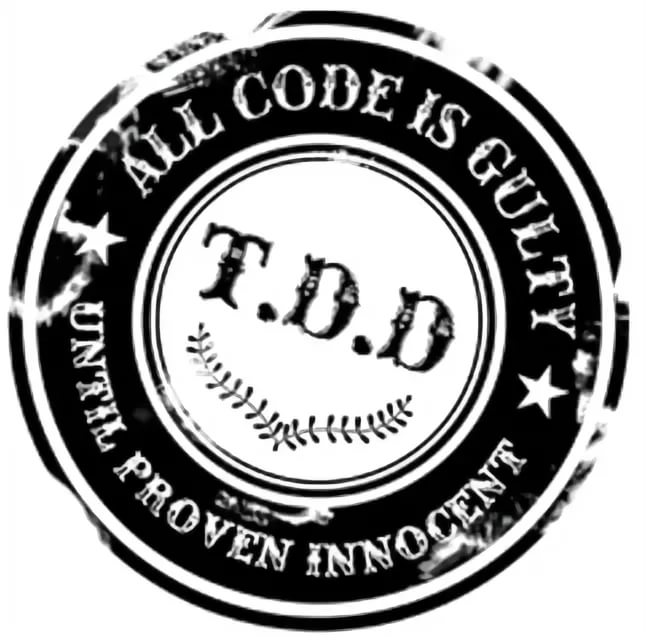 ALL CODE IS GUILTY
T.D.D
UNTIL PROVEN INNOCENT